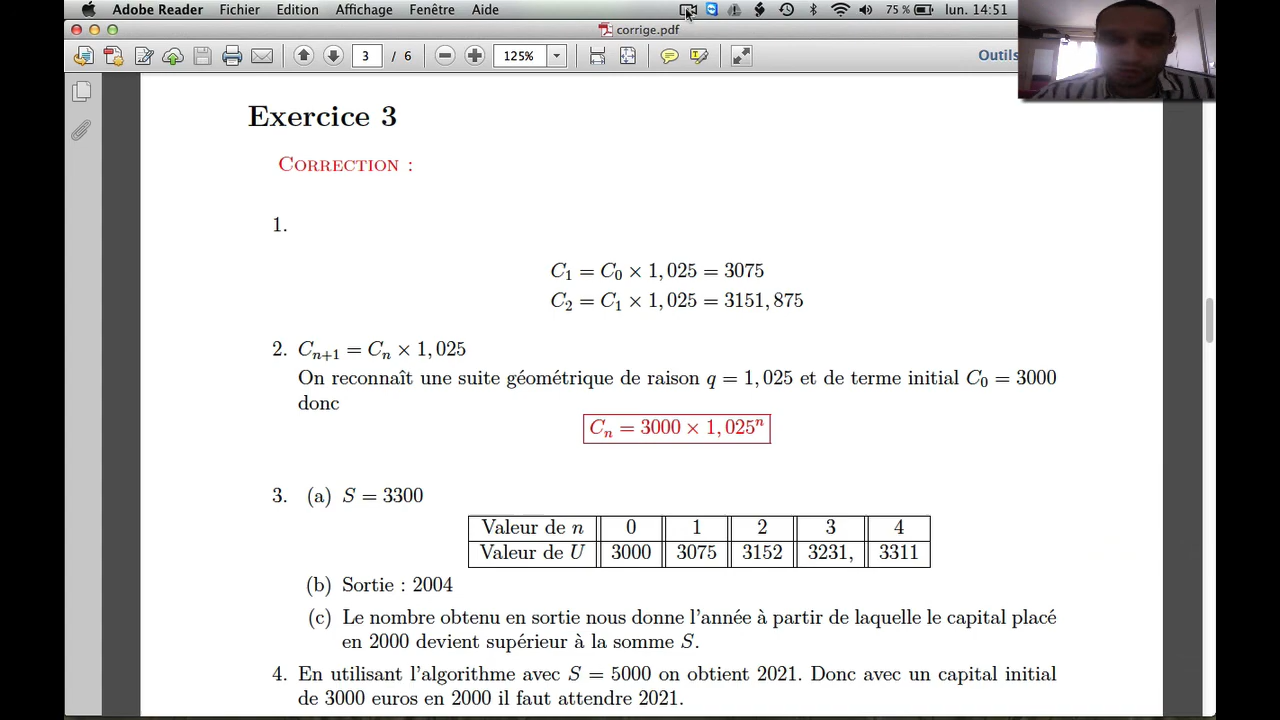 Adobe Reader Fichier Edition Affichage Fenêtre Aide 75 % lun. 14:51
corrige.pdf
3 / 6 125% Outils
Exercice 3
CORRECTION :
1.
C₁ = C₀ × 1, 025 = 3075
C₂ = C₁ × 1, 025 = 3151, 875
2. Cₙ₊₁ = Cₙ × 1, 025
On reconnaît une suite géométrique de raison q = 1, 025 et de terme initial C₀ = 3000
donc
Cₙ = 3000 × 1, 025ⁿ
3. (a) S = 3300
Valeur de n 0 1 2 3 4
Valeur de U 3000 3075 3152 3231, 3311
(b) Sortie : 2004
(c) Le nombre obtenu en sortie nous donne l'année à partir de laquelle le capital placé
en 2000 devient supérieur à la somme S.
4. En utilisant l'algorithme avec S = 5000 on obtient 2021. Donc avec un capital initial
de 3000 euros en 2000 il faut attendre 2021.